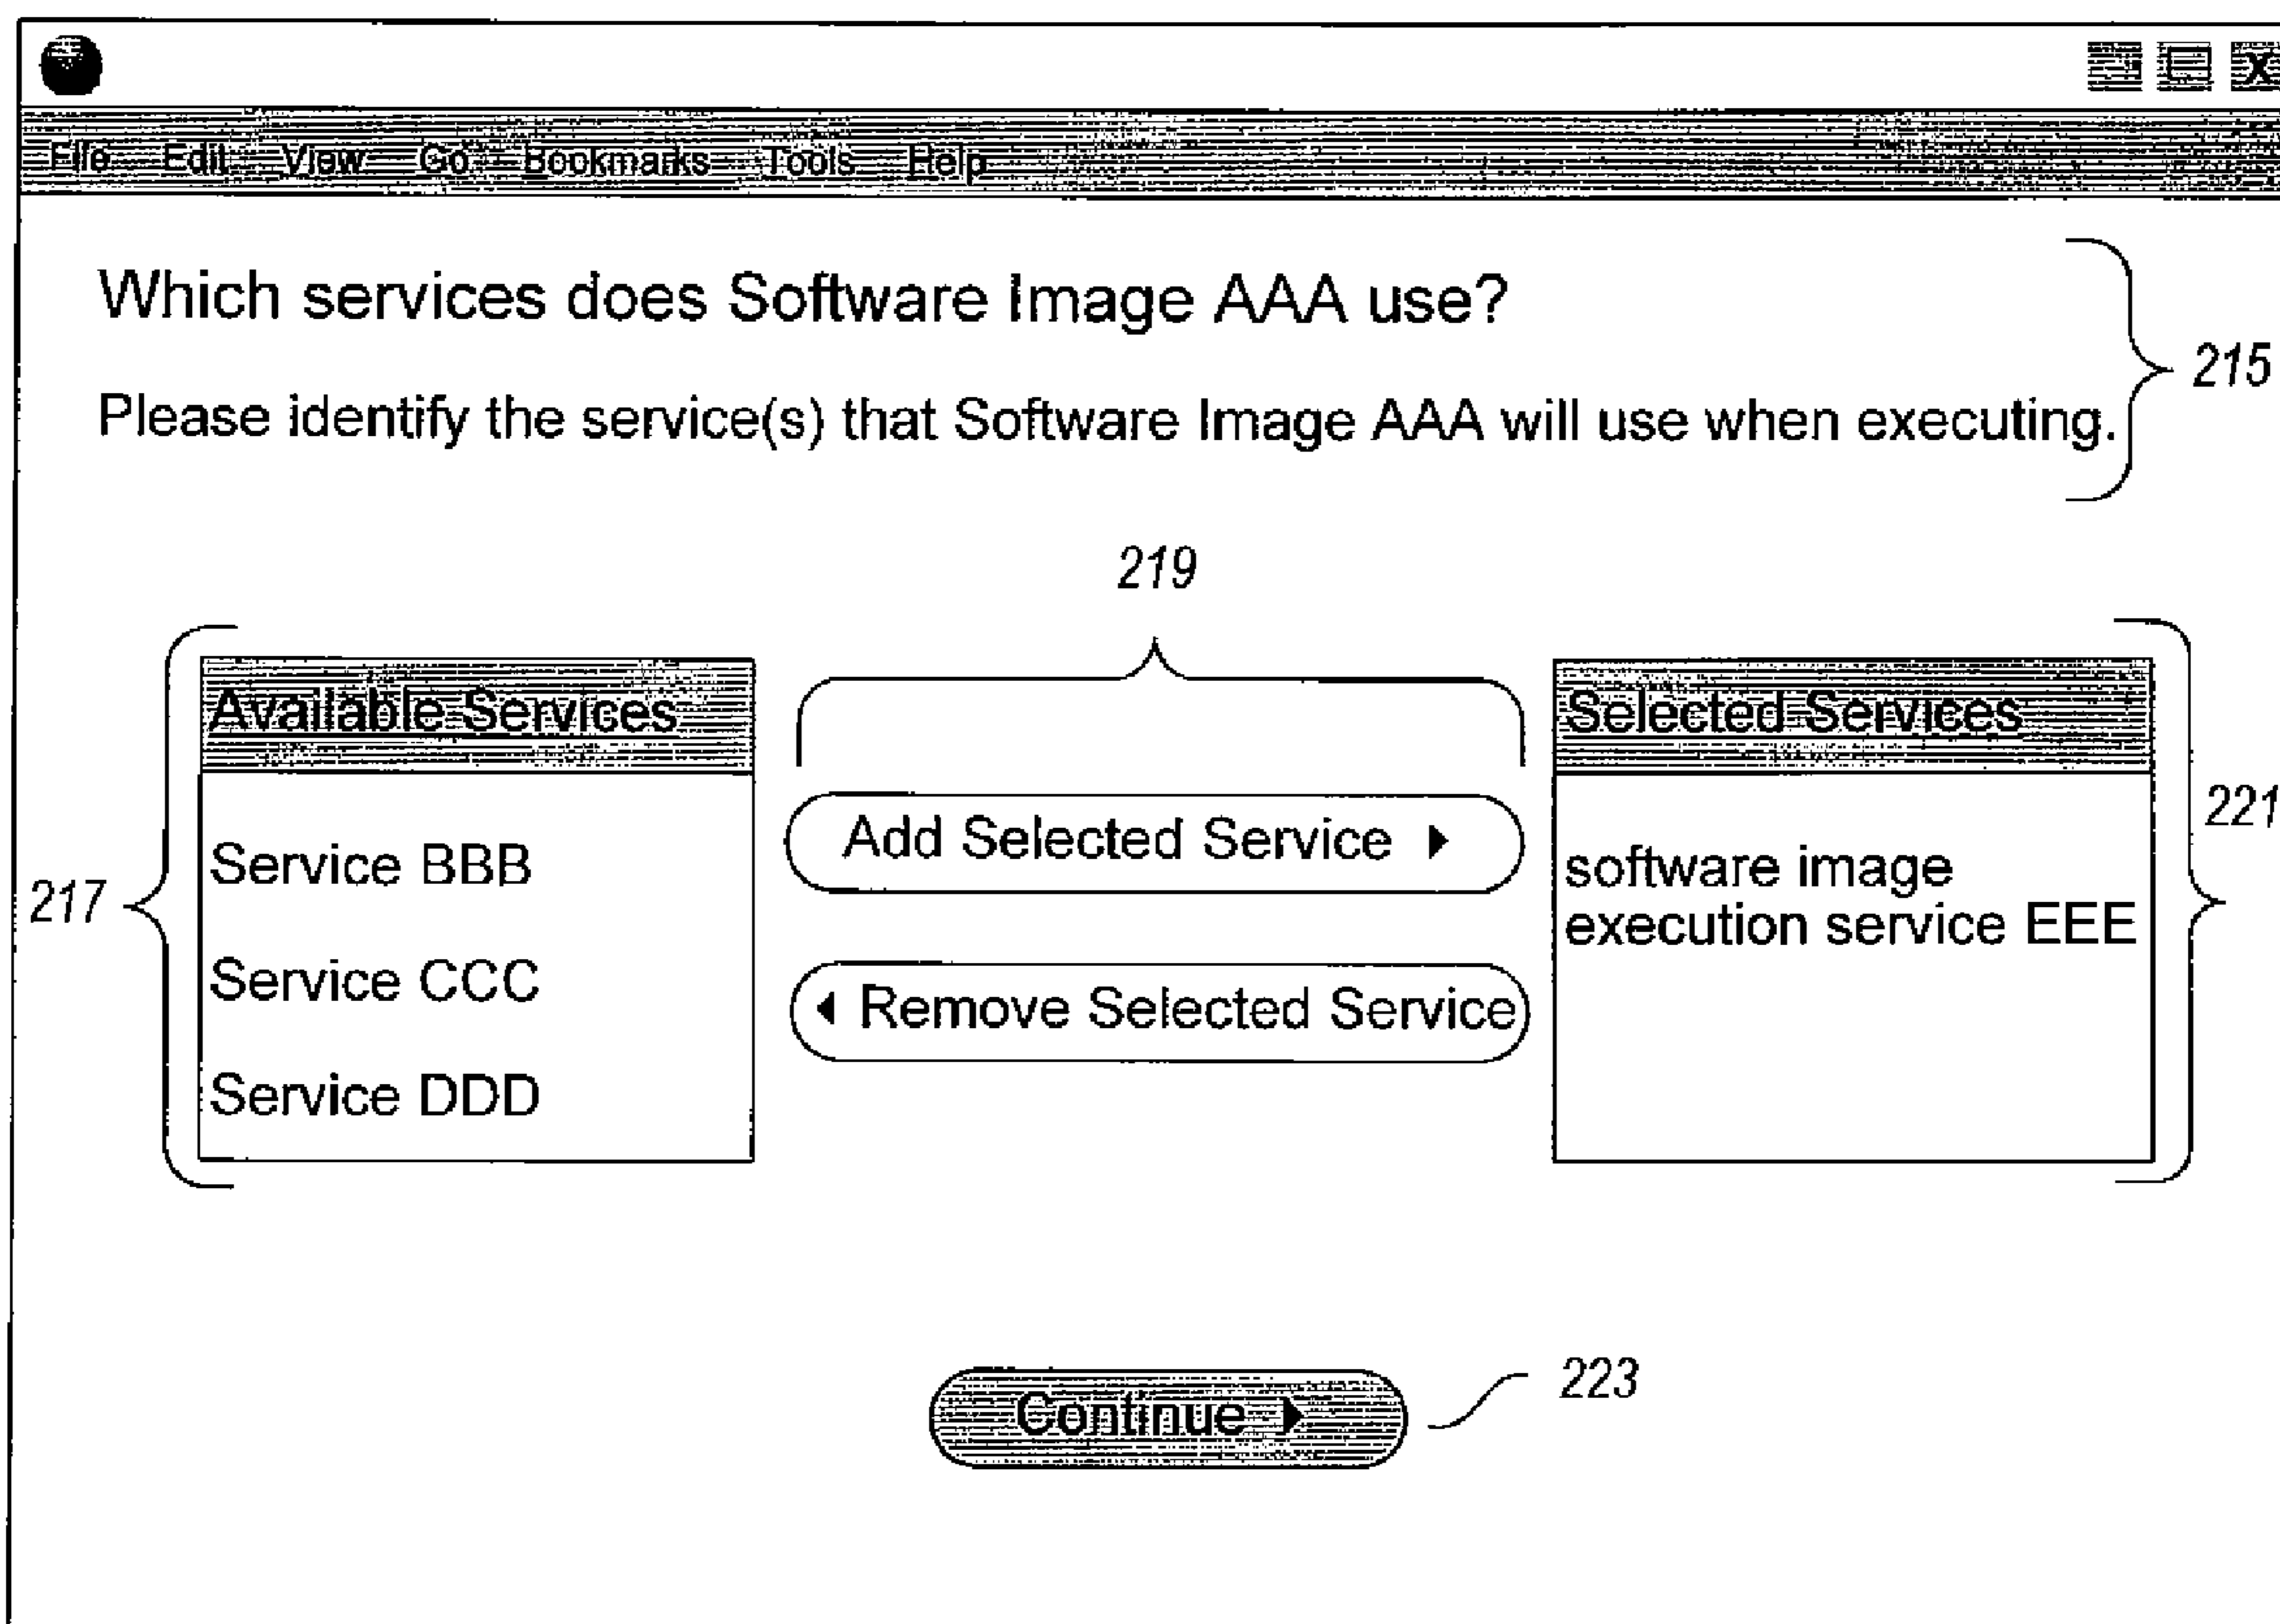 File Edit View Go Bookmarks Tools Help
Which services does Software Image AAA use?
Please identify the service(s) that Software Image AAA will use when executing.
215
219
Available Services
Selected Services
217
221
Service BBB
Service CCC
Service DDD
Add Selected Service
Remove Selected Service
software image
execution service EEE
Continue
223